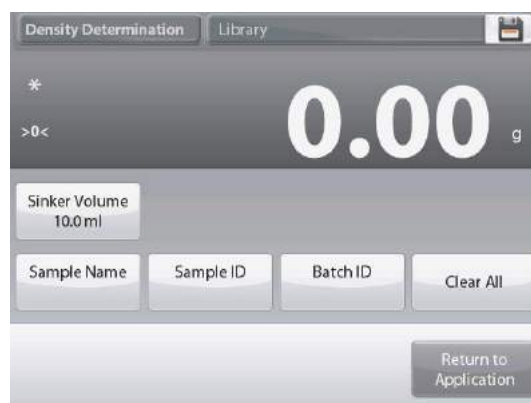 Density Determination Library
*
0.00
>0< g
Sinker Volume
10.0 ml
Sample Name Sample ID Batch ID Clear All
Return to
Application